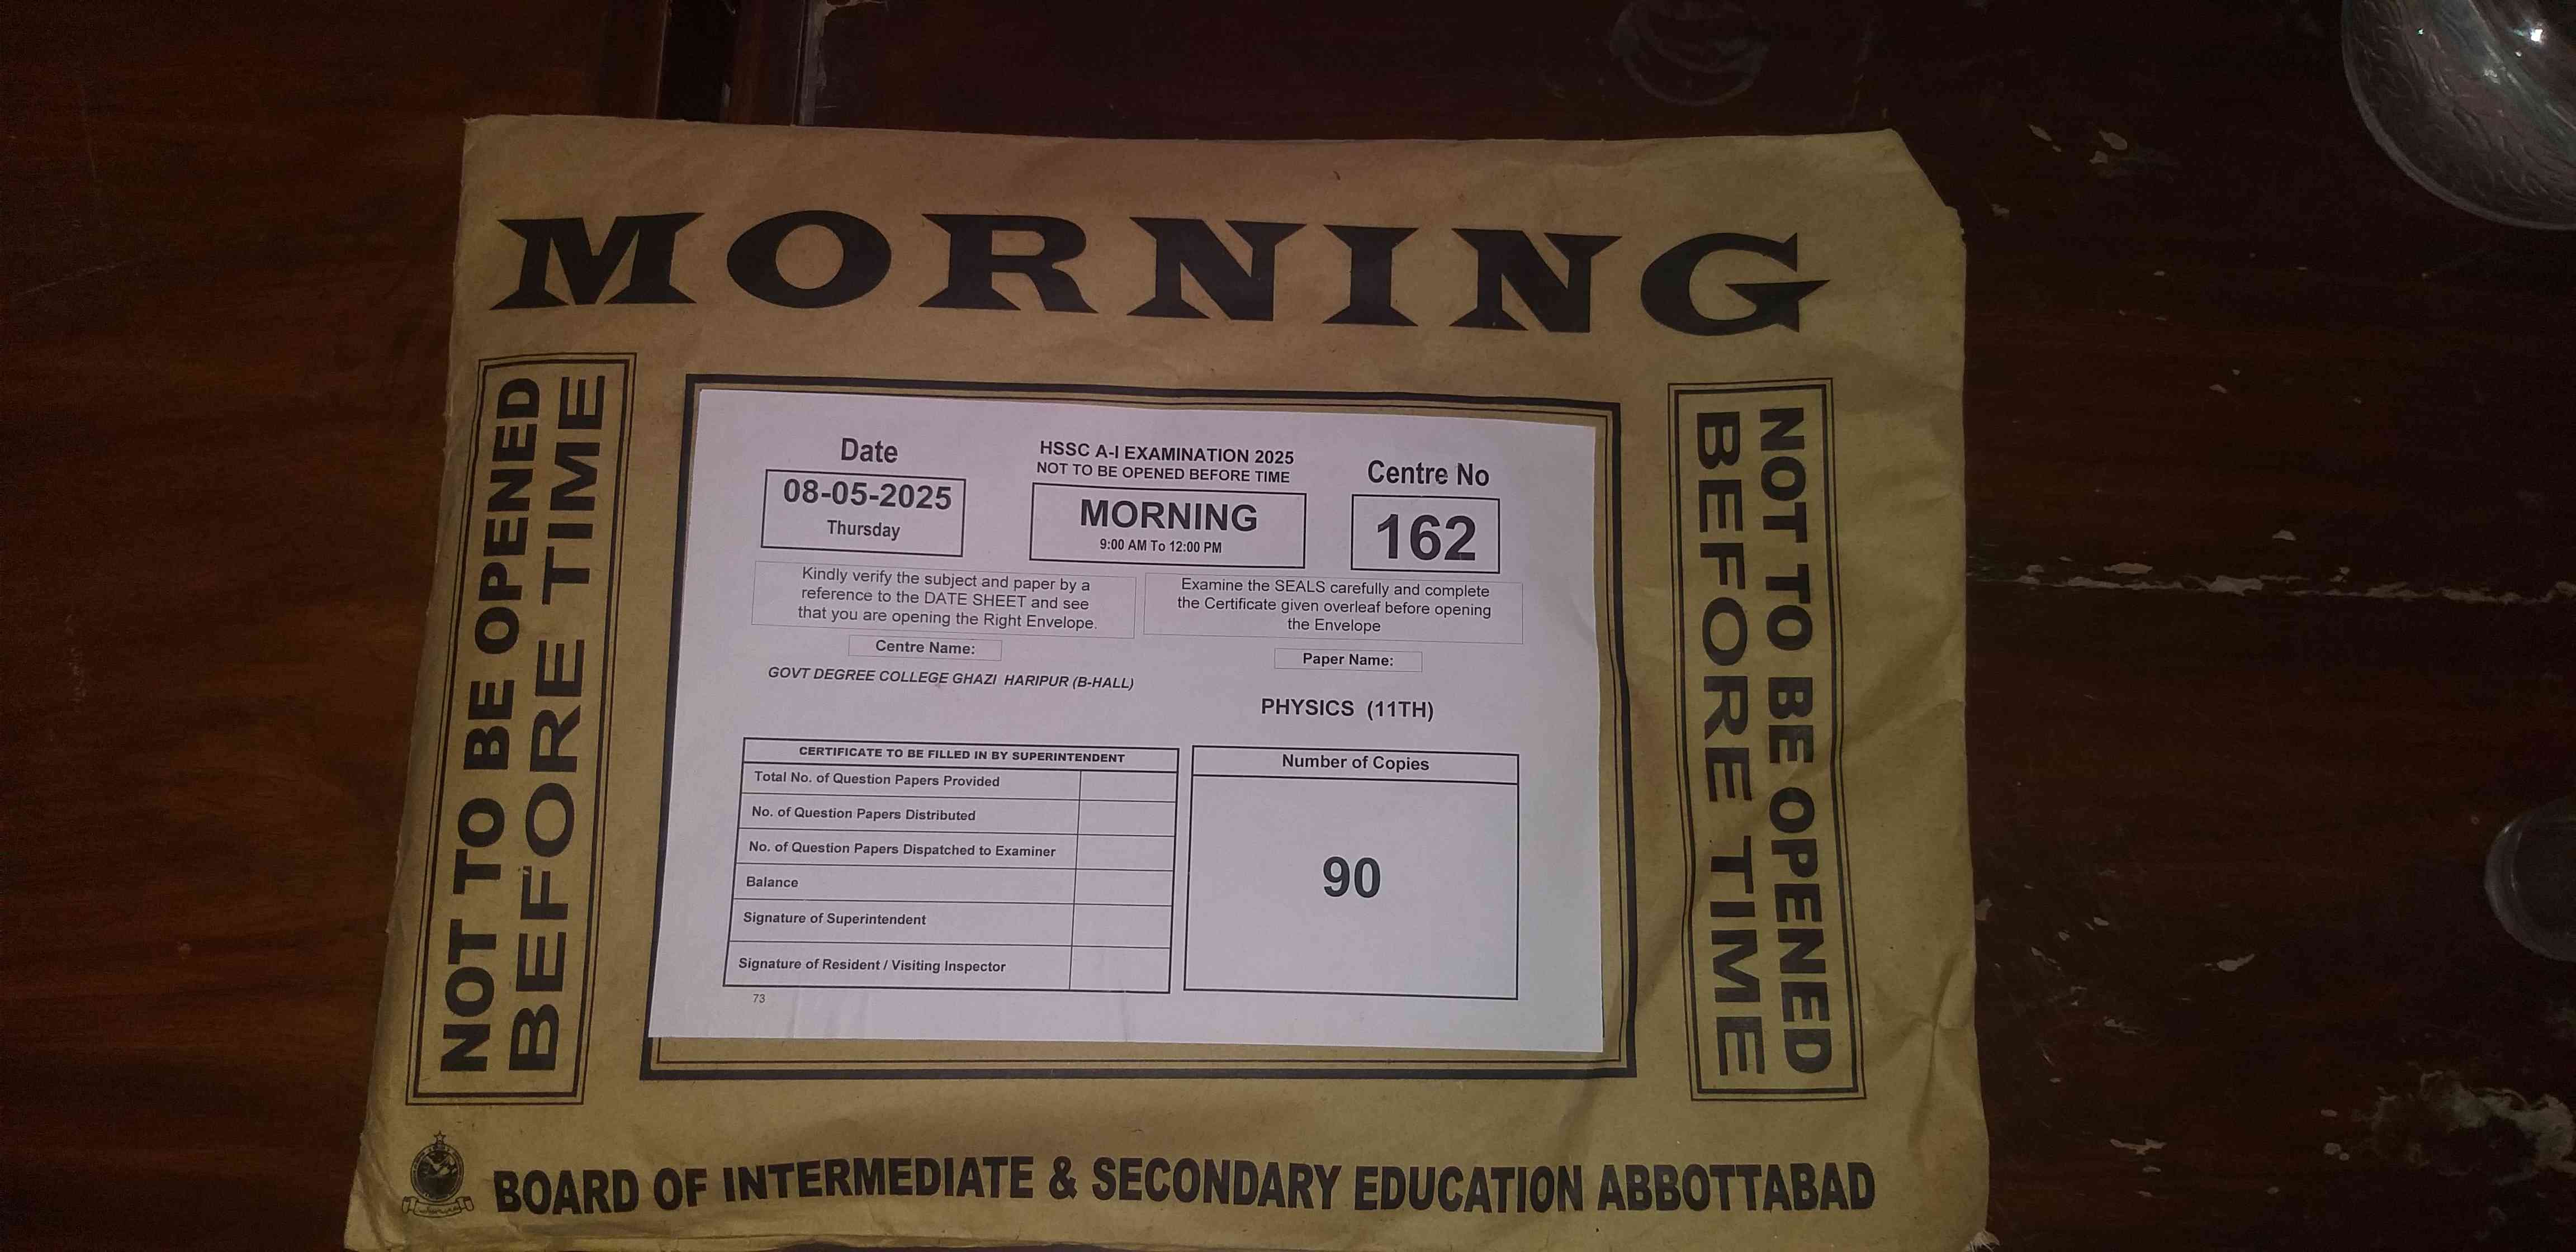 MORNING
NOT TO BE OPENED
BEFORE TIME
Date
08-05-2025
Thursday
HSSC A-I EXAMINATION 2025
NOT TO BE OPENED BEFORE TIME
MORNING
9:00 AM To 12:00 PM
Centre No
162
Kindly verify the subject and paper by a
reference to the DATE SHEET and see
that you are opening the Right Envelope.
Examine the SEALS carefully and complete
the Certificate given overleaf before opening
the Envelope
Centre Name:
GOVT DEGREE COLLEGE GHAZI HARIPUR (B-HALL)
Paper Name:
PHYSICS (11TH)
CERTIFICATE TO BE FILLED IN BY SUPERINTENDENT
Total No. of Question Papers Provided
No. of Question Papers Distributed
No. of Question Papers Dispatched to Examiner
Balance
Signature of Superintendent
Signature of Resident / Visiting Inspector
Number of Copies
90
73
NOT TO BE OPENED
BEFORE TIME
BOARD OF INTERMEDIATE & SECONDARY EDUCATION ABBOTTABAD